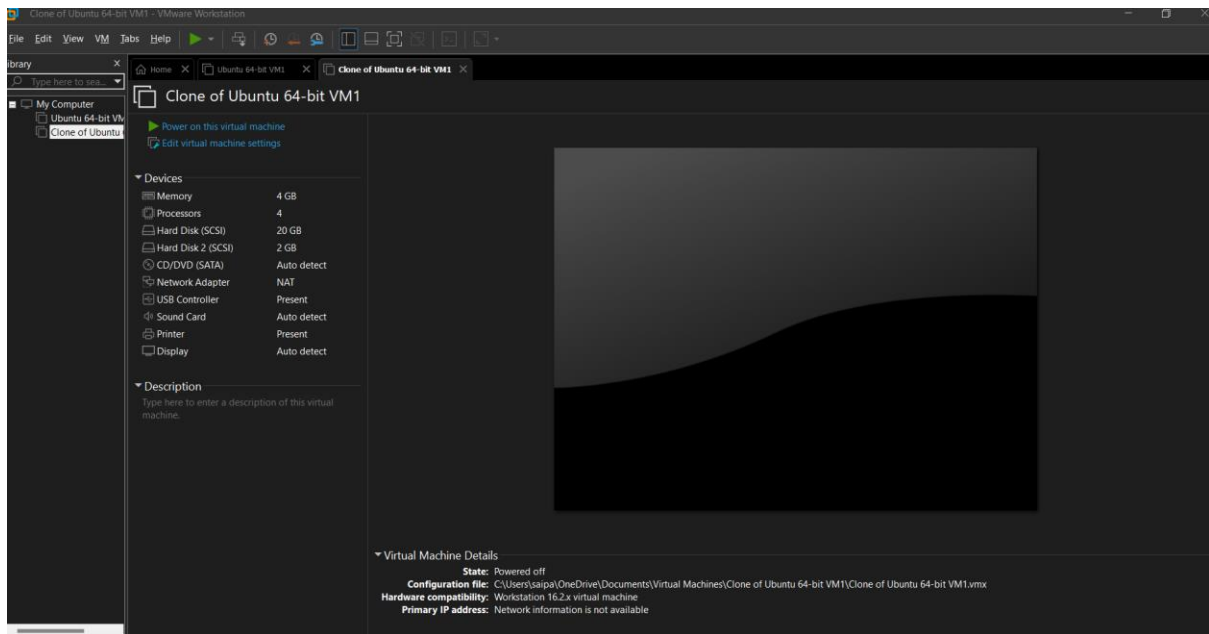 Clone of Ubuntu 64-bit VM1 - VMware Workstation
File Edit View VM Tabs Help
ibrary
Type here to sea...
My Computer
Ubuntu 64-bit VM
Clone of Ubuntu
Home
Ubuntu 64-bit VM1
Clone of Ubuntu 64-bit VM1
Clone of Ubuntu 64-bit VM1
Power on this virtual machine
Edit virtual machine settings
Devices
Memory 4 GB
Processors 4
Hard Disk (SCSI) 20 GB
Hard Disk 2 (SCSI) 2 GB
CD/DVD (SATA) Auto detect
Network Adapter NAT
USB Controller Present
Sound Card Auto detect
Printer Present
Display Auto detect
Description
Type here to enter a description of this virtual
machine.
Virtual Machine Details
State: Powered off
Configuration file: C:\Users\saipa\OneDrive\Documents\Virtual Machines\Clone of Ubuntu 64-bit VM1\Clone of Ubuntu 64-bit VM1.vmx
Hardware compatibility: Workstation 16.2.x virtual machine
Primary IP address: Network information is not available